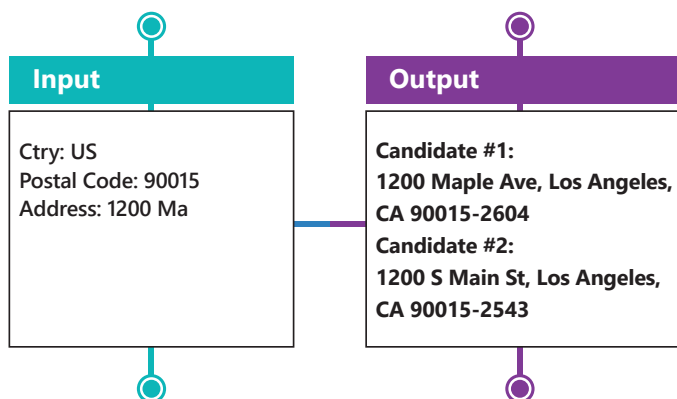 Input
Ctry: US
Postal Code: 90015
Address: 1200 Ma
Output
Candidate #1:
1200 Maple Ave, Los Angeles,
CA 90015-2604
Candidate #2:
1200 S Main St, Los Angeles,
CA 90015-2543